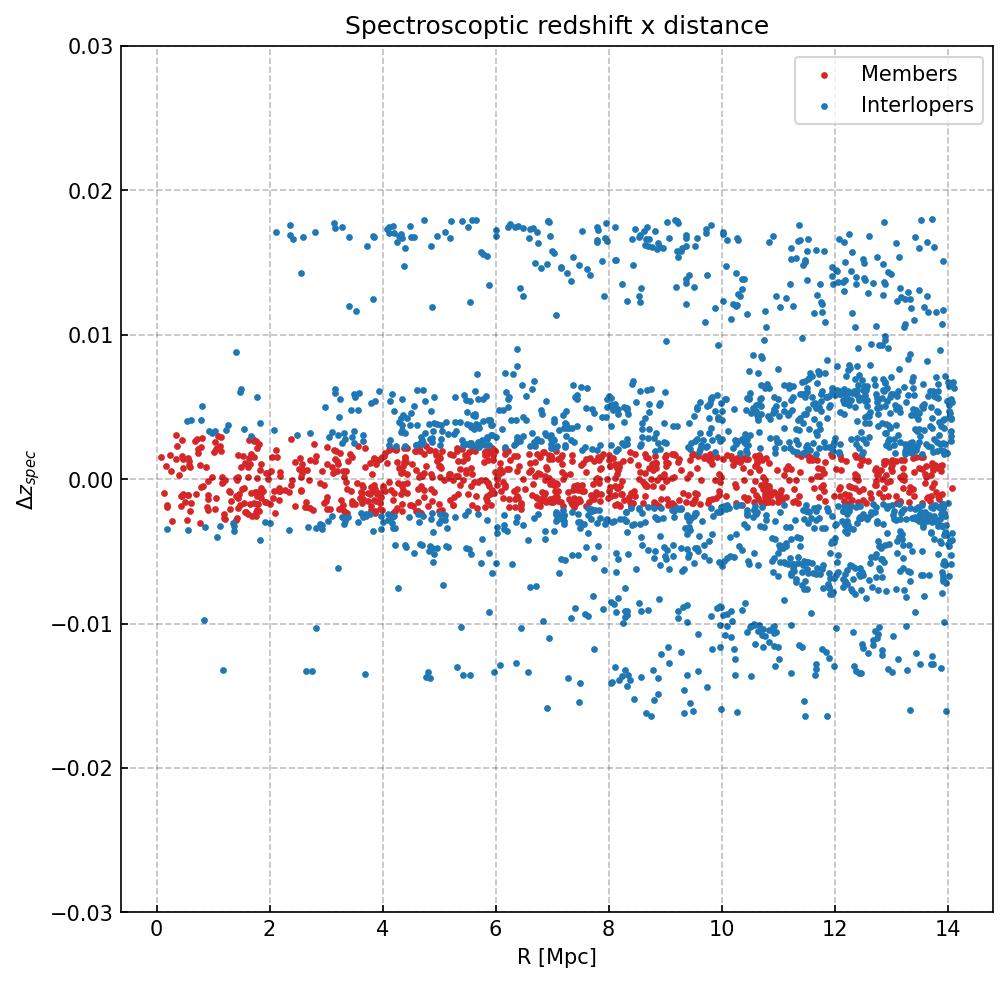 Spectroscoptic redshift x distance
Members
Interlopers
0.03
0.02
0.01
0.00
−0.01
−0.02
−0.03
Δz_spec
0 2 4 6 8 10 12 14
R [Mpc]